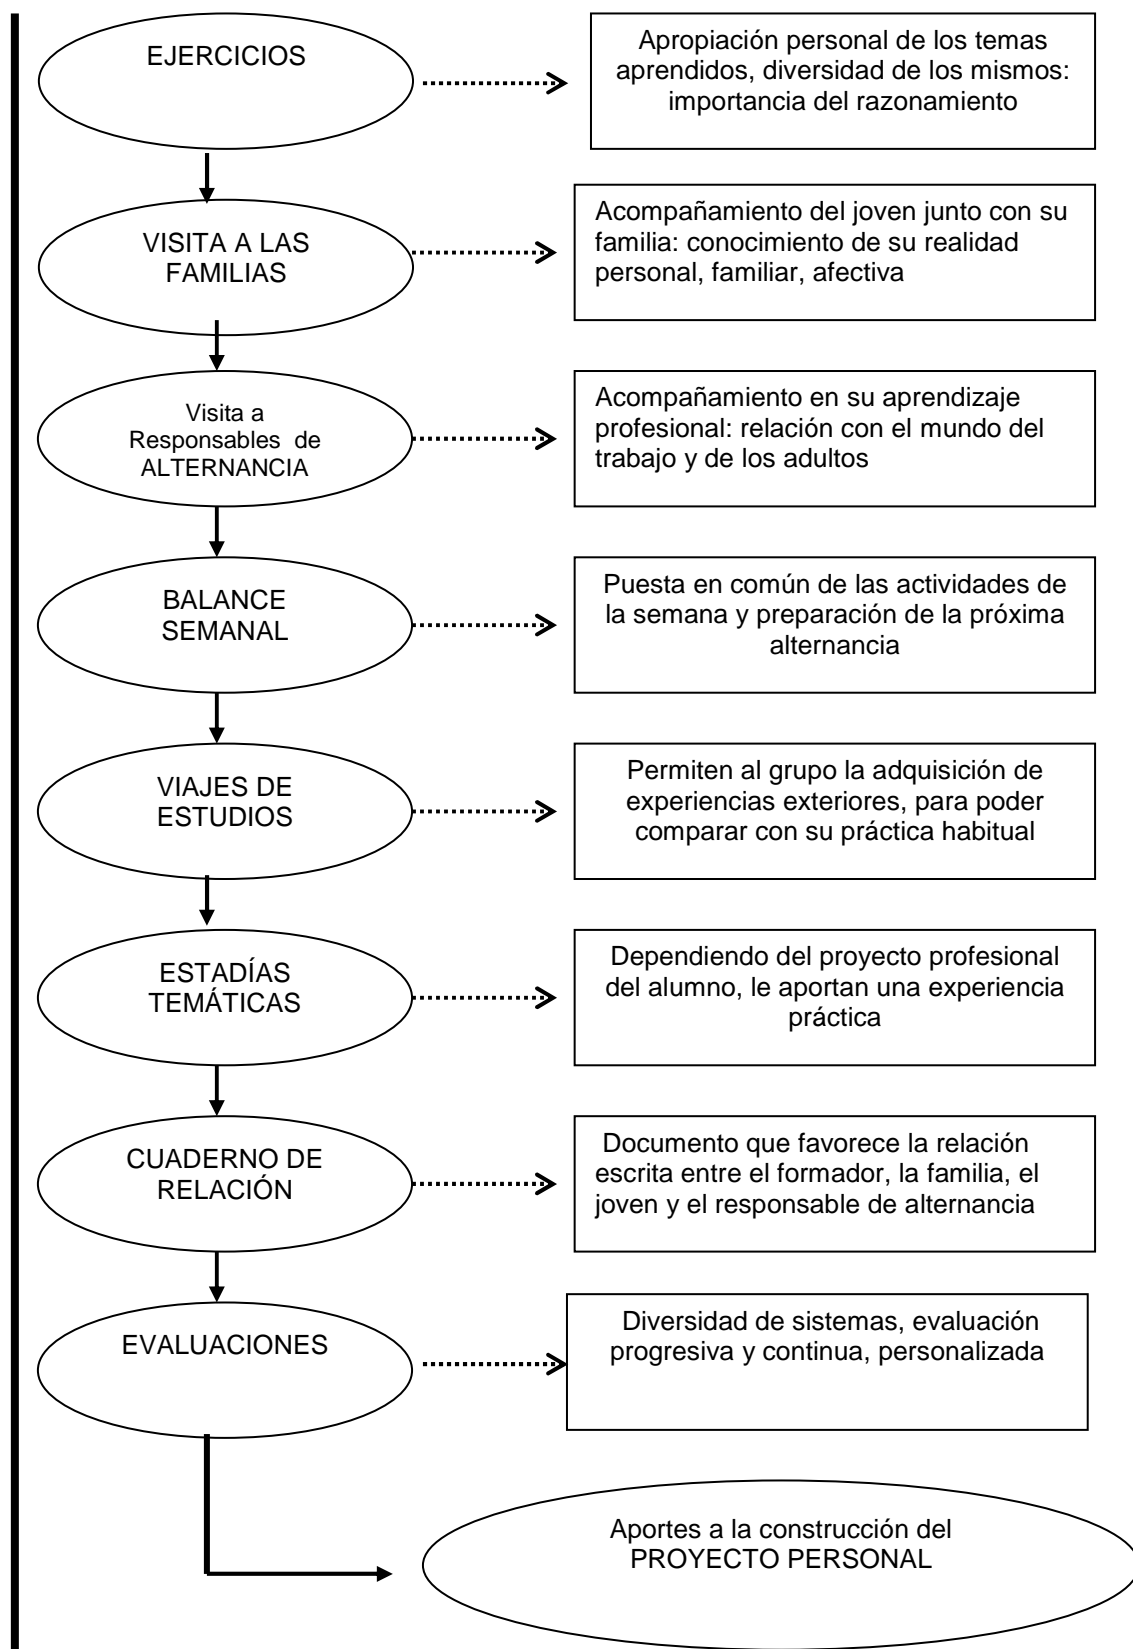 EJERCICIOS
Apropiación personal de los temas
aprendidos, diversidad de los mismos:
importancia del razonamiento
VISITA A LAS
FAMILIAS
Acompañamiento del joven junto con su
familia: conocimiento de su realidad
personal, familiar, afectiva
Visita a
Responsables de
ALTERNANCIA
Acompañamiento en su aprendizaje
profesional: relación con el mundo del
trabajo y de los adultos
BALANCE
SEMANAL
Puesta en común de las actividades de
la semana y preparación de la próxima
alternancia
VIAJES DE
ESTUDIOS
Permiten al grupo la adquisición de
experiencias exteriores, para poder
comparar con su práctica habitual
ESTADÍAS
TEMÁTICAS
Dependiendo del proyecto profesional
del alumno, le aportan una experiencia
práctica
CUADERNO DE
RELACIÓN
Documento que favorece la relación
escrita entre el formador, la familia, el
joven y el responsable de alternancia
EVALUACIONES
Diversidad de sistemas, evaluación
progresiva y continua, personalizada
Aportes a la construcción del
PROYECTO PERSONAL